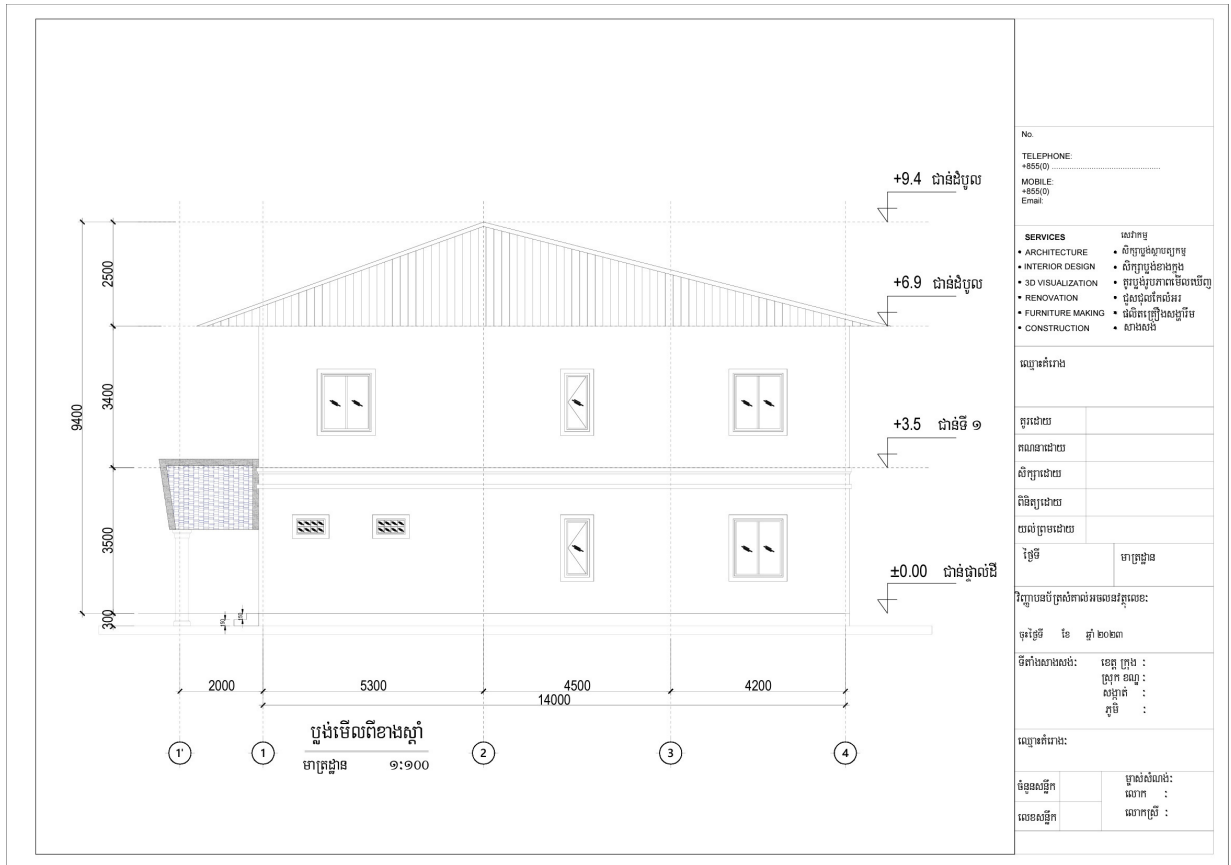 +9.4 ជាន់ដំបូល
+6.9 ជាន់ដំបូល
+3.5 ជាន់ទី ១
±0.00 ជាន់ផ្ទាល់ដី
9400
2500
3400
3500
300
150
150
2000
5300
4500
4200
14000
1'
1
2
3
4
ប្លង់មើលពីខាងស្តាំ
មាត្រដ្ឋាន ១:១០០
No.
TELEPHONE:
+855(0) ..........................................
MOBILE:
+855(0)
Email:
SERVICES សេវាកម្ម
• ARCHITECTURE • សិក្សាប្លង់ស្ថាបត្យកម្ម
• INTERIOR DESIGN • សិក្សាប្លង់ខាងក្នុង
• 3D VISUALIZATION • គូរប្លង់រូបភាពមើលឃើញ
• RENOVATION • ជួសជុលកែលំអរ
• FURNITURE MAKING • ផលិតគ្រឿងសង្ហារឹម
• CONSTRUCTION • សាងសង់
ឈ្មោះគំរោង
គូរដោយ
គណនាដោយ
សិក្សាដោយ
ពិនិត្យដោយ
យល់ព្រមដោយ
ថ្ងៃទី មាត្រដ្ឋាន
វិញ្ញាបនប័ត្រសំគាល់អចលនវត្ថុលេខ:
ចុះថ្ងៃទី ខែ ឆ្នាំ ២០២៣
ទីតាំងសាងសង់: ខេត្ត ក្រុង :
ស្រុក ខណ្ឌ :
សង្កាត់ :
ភូមិ :
ឈ្មោះគំរោង:
ចំនួនសន្លឹក
លេខសន្លឹក
ម្ចាស់សំណង់:
លោក :
លោកស្រី :